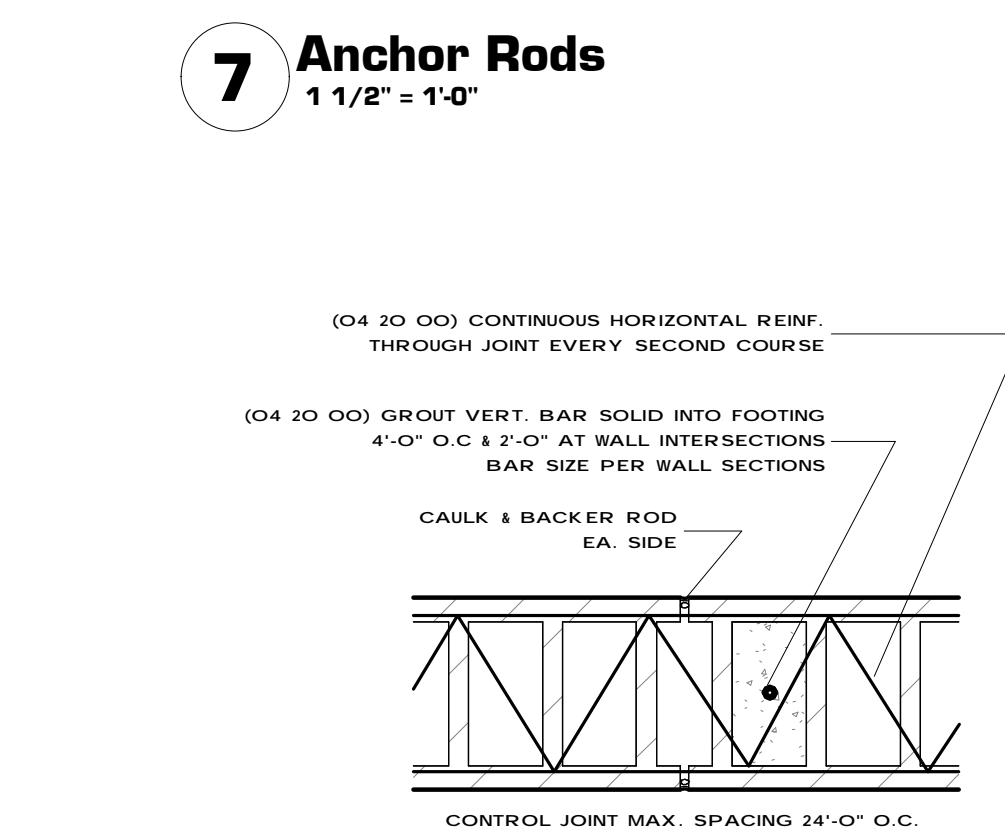 7
Anchor Rods
1 1/2" = 1'-0"
(04 20 00) CONTINUOUS HORIZONTAL REINF.
THROUGH JOINT EVERY SECOND COURSE
(04 20 00) GROUT VERT. BAR SOLID INTO FOOTING
4'-0" O.C & 2'-0" AT WALL INTERSECTIONS
BAR SIZE PER WALL SECTIONS
CAULK & BACKER ROD
EA. SIDE
CONTROL JOINT MAX. SPACING 24'-0" O.C.